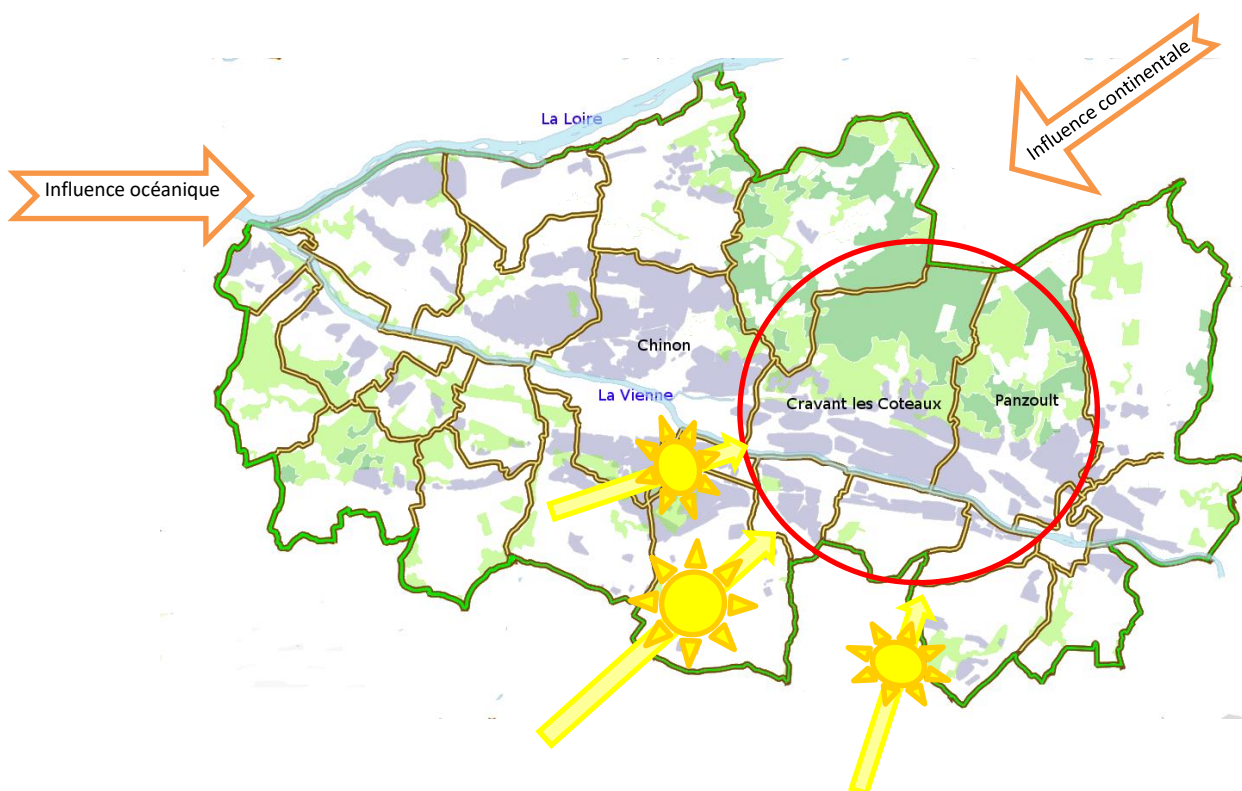 Influence continentale
La Loire
Influence océanique
Chinon
La Vienne
Cravant les Coteaux
Panzoult